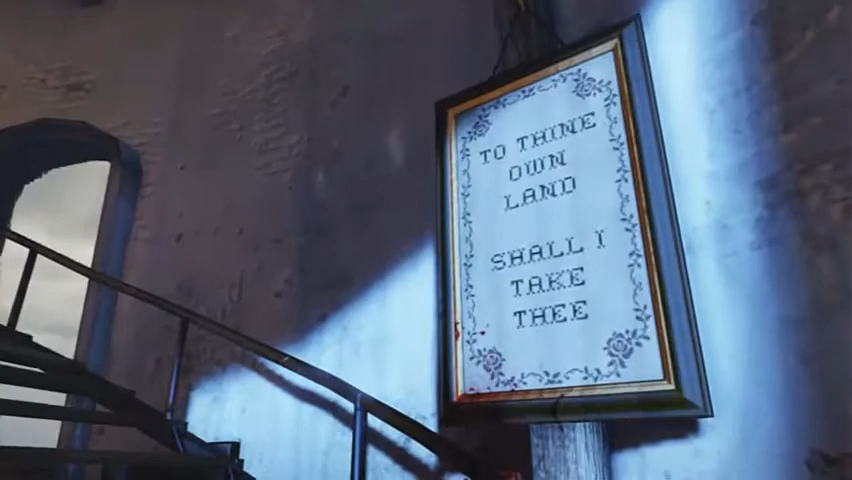 TO THINE
OWN
LAND
SHALL I
TAKE
THEE